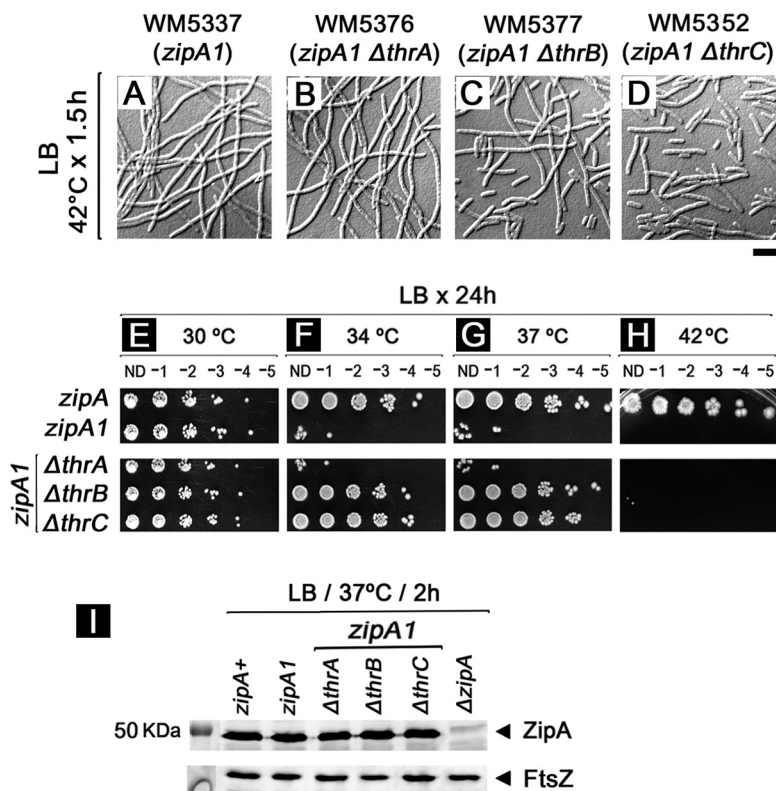 WM5337 WM5376 WM5377 WM5352
(zipA1) (zipA1 ΔthrA) (zipA1 ΔthrB) (zipA1 ΔthrC)
A B C D
LB
42°C x 1.5h
LB x 24h
E 30 ºC F 34 ºC G 37 ºC H 42ºC
ND -1 -2 -3 -4 -5 ND -1 -2 -3 -4 -5 ND -1 -2 -3 -4 -5 ND -1 -2 -3 -4 -5
zipA
zipA1
zipA1
ΔthrA
ΔthrB
ΔthrC
I
LB / 37ºC / 2h
zipA1
zipA+ zipA1 ΔthrA ΔthrB ΔthrC ΔzipA
50 KDa ◄ ZipA
◄ FtsZ